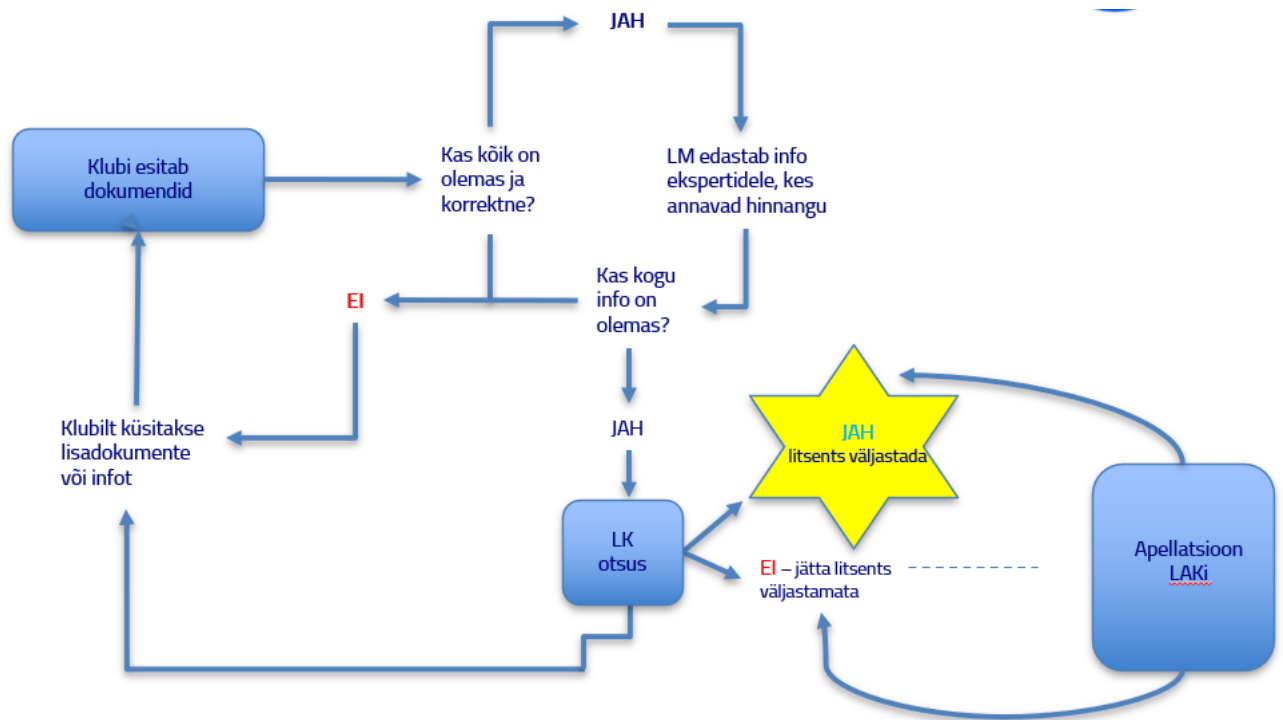 JAH
Klubi esitab
dokumendid
Kas kõik on
olemas ja
korrektne?
LM edastab info
ekspertidele, kes
annavad hinnangu
EI
Kas kogu
info on
olemas?
Klubilt küsitakse
lisadokumente
või infot
JAH
JAH
litsents väljastada
LK
otsus
EI – jätta litsents
väljastamata
Apellatsioon
LAKi